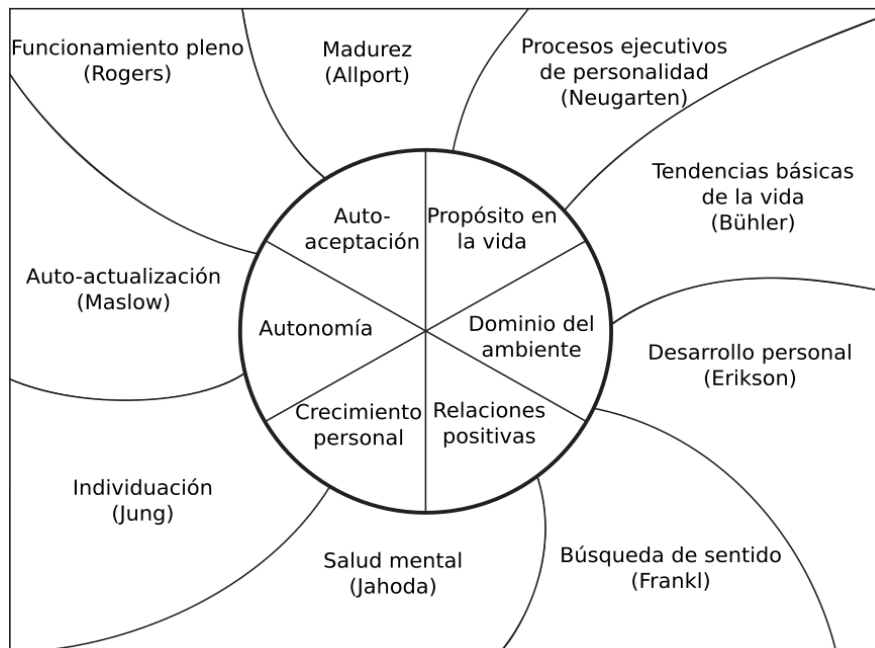 Funcionamiento pleno
(Rogers)
Madurez
(Allport)
Procesos ejecutivos
de personalidad
(Neugarten)
Tendencias básicas
de la vida
(Bühler)
Auto-
aceptación
Propósito en
la vida
Auto-actualización
(Maslow)
Autonomía
Dominio del
ambiente
Desarrollo personal
(Erikson)
Crecimiento
personal
Relaciones
positivas
Individuación
(Jung)
Salud mental
(Jahoda)
Búsqueda de sentido
(Frankl)